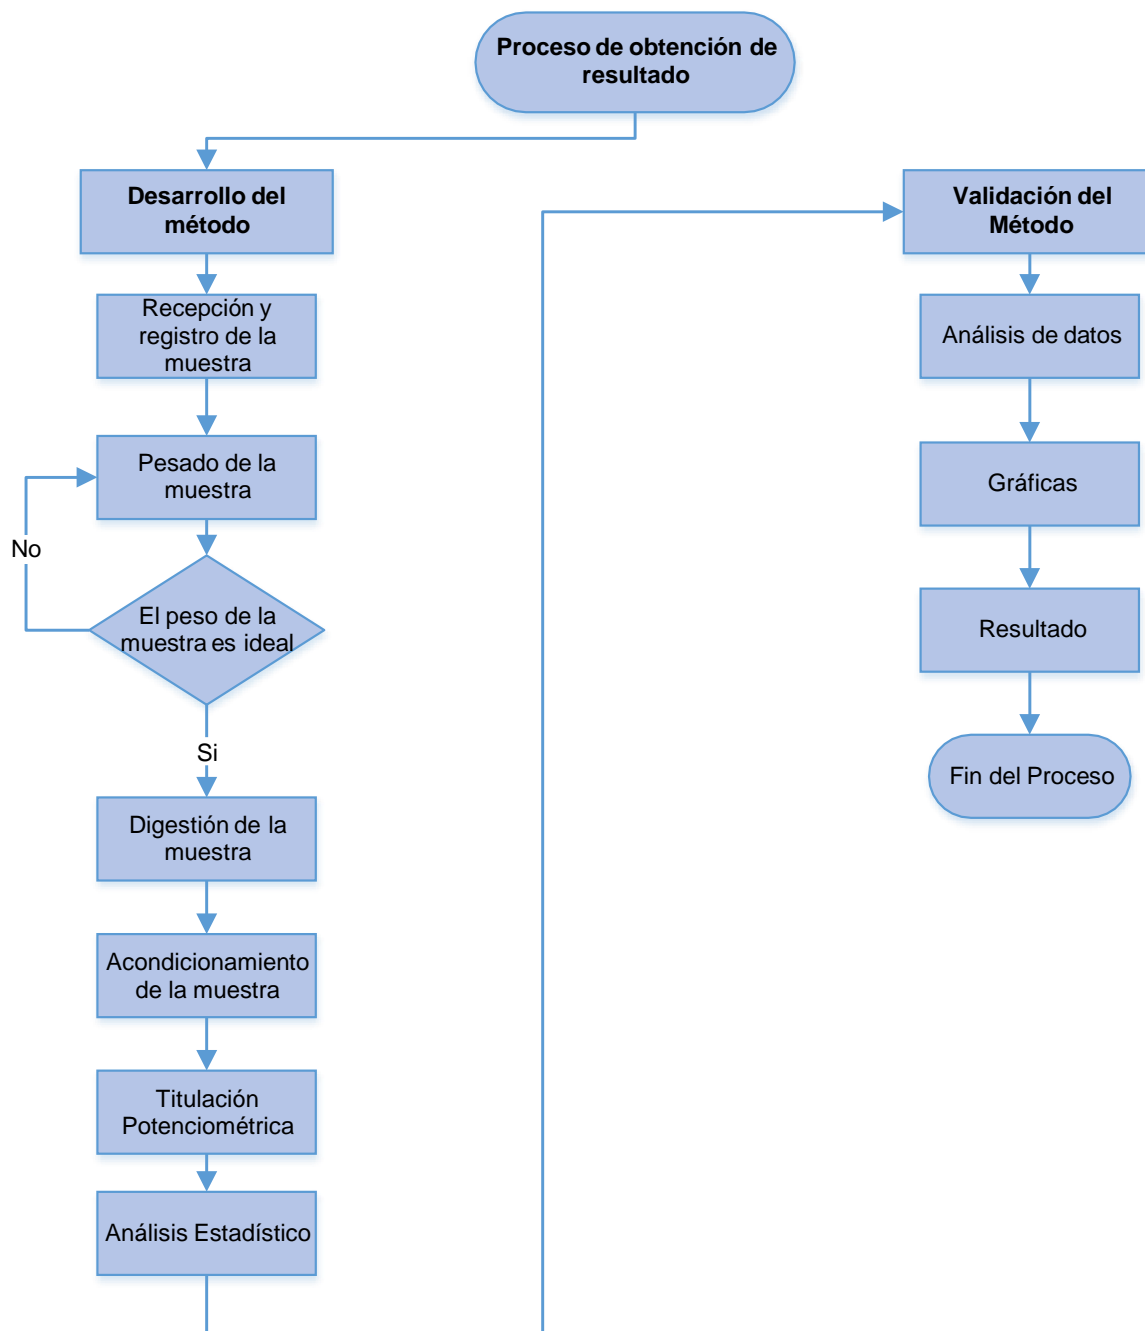 Proceso de obtención de
resultado
Desarrollo del
método
Recepción y
registro de la
muestra
Pesado de la
muestra
No
El peso de la
muestra es ideal
Si
Digestión de la
muestra
Acondicionamiento
de la muestra
Titulación
Potenciométrica
Análisis Estadístico
Validación del
Método
Análisis de datos
Gráficas
Resultado
Fin del Proceso